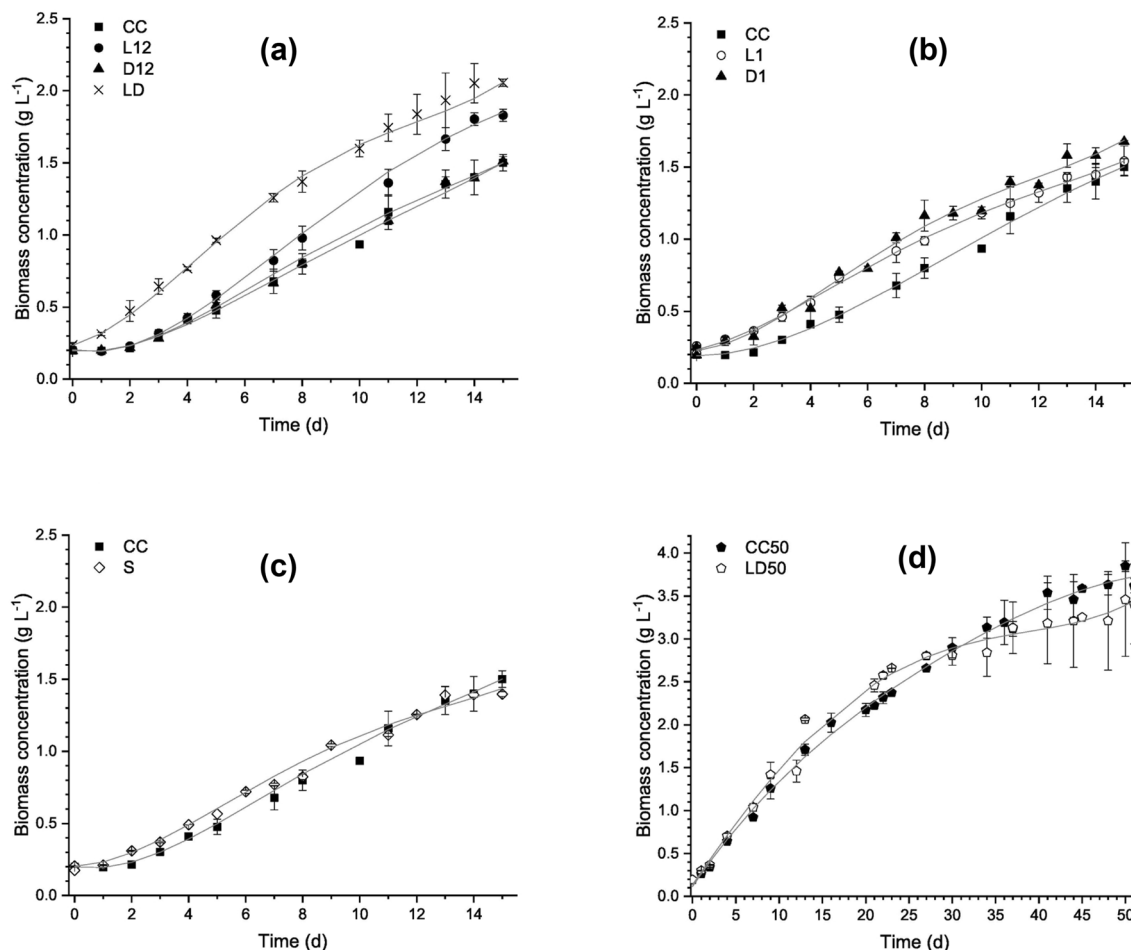 (a)
CC
L12
D12
LD
2.5
2.0
1.5
1.0
0.5
0.0
Biomass concentration (g L⁻¹)
0 2 4 6 8 10 12 14
Time (d)
(b)
CC
L1
D1
2.5
2.0
1.5
1.0
0.5
0.0
Biomass concentration (g L⁻¹)
0 2 4 6 8 10 12 14
Time (d)
(c)
CC
S
2.5
2.0
1.5
1.0
0.5
0.0
Biomass concentration (g L⁻¹)
0 2 4 6 8 10 12 14
Time (d)
(d)
CC50
LD50
4.0
3.5
3.0
2.5
2.0
1.5
1.0
0.5
0.0
Biomass concentration (g L⁻¹)
0 5 10 15 20 25 30 35 40 45 50
Time (d)